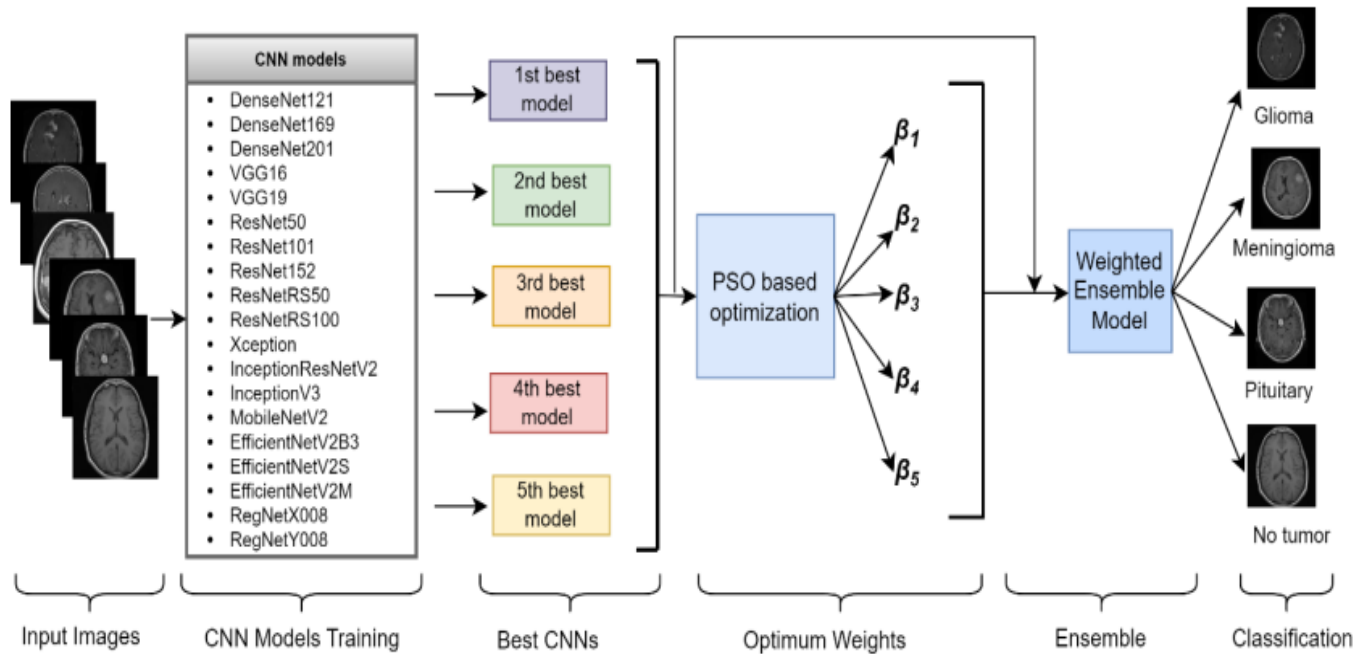 CNN models
• DenseNet121
• DenseNet169
• DenseNet201
• VGG16
• VGG19
• ResNet50
• ResNet101
• ResNet152
• ResNetRS50
• ResNetRS100
• Xception
• InceptionResNetV2
• InceptionV3
• MobileNetV2
• EfficientNetV2B3
• EfficientNetV2S
• EfficientNetV2M
• RegNetX008
• RegNetY008
1st best
model
2nd best
model
3rd best
model
4th best
model
5th best
model
PSO based
optimization
β1
β2
β3
β4
β5
Weighted
Ensemble
Model
Glioma
Meningioma
Pituitary
No tumor
Input Images
CNN Models Training
Best CNNs
Optimum Weights
Ensemble
Classification